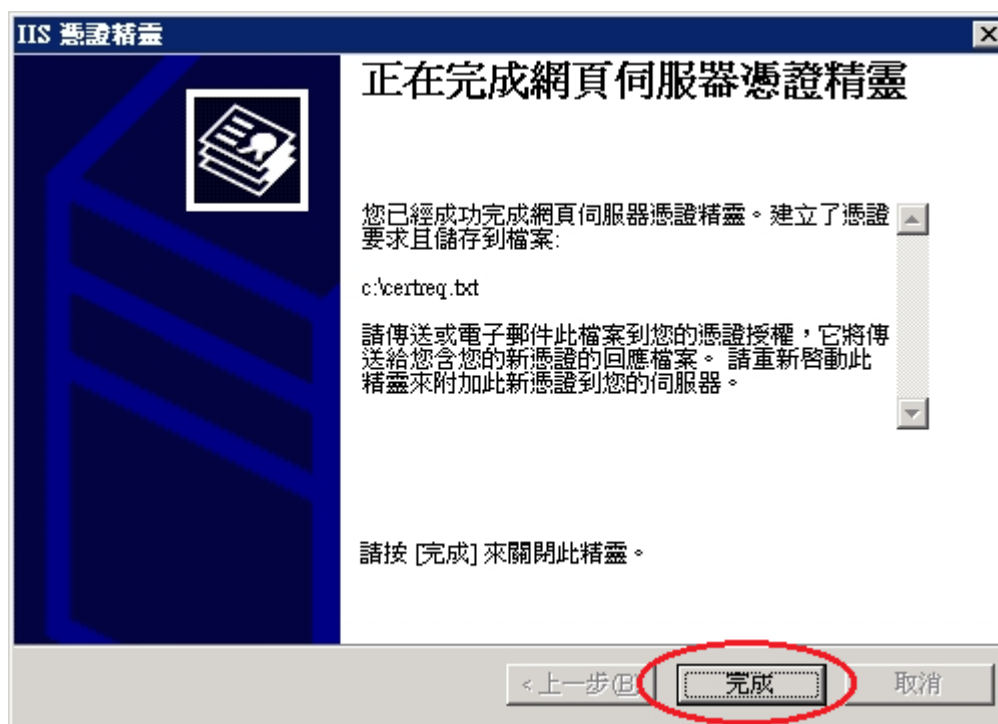 IIS 憑證精靈
正在完成網頁伺服器憑證精靈
您已經成功完成網頁伺服器憑證精靈。建立了憑證
要求且儲存到檔案:
c:\certreq.txt
請傳送或電子郵件此檔案到您的憑證授權，它將傳
送給您含您的新憑證的回應檔案。 請重新啓動此
精靈來附加此新憑證到您的伺服器。
請按 [完成] 來關閉此精靈。
< 上一步(B) 完成 取消